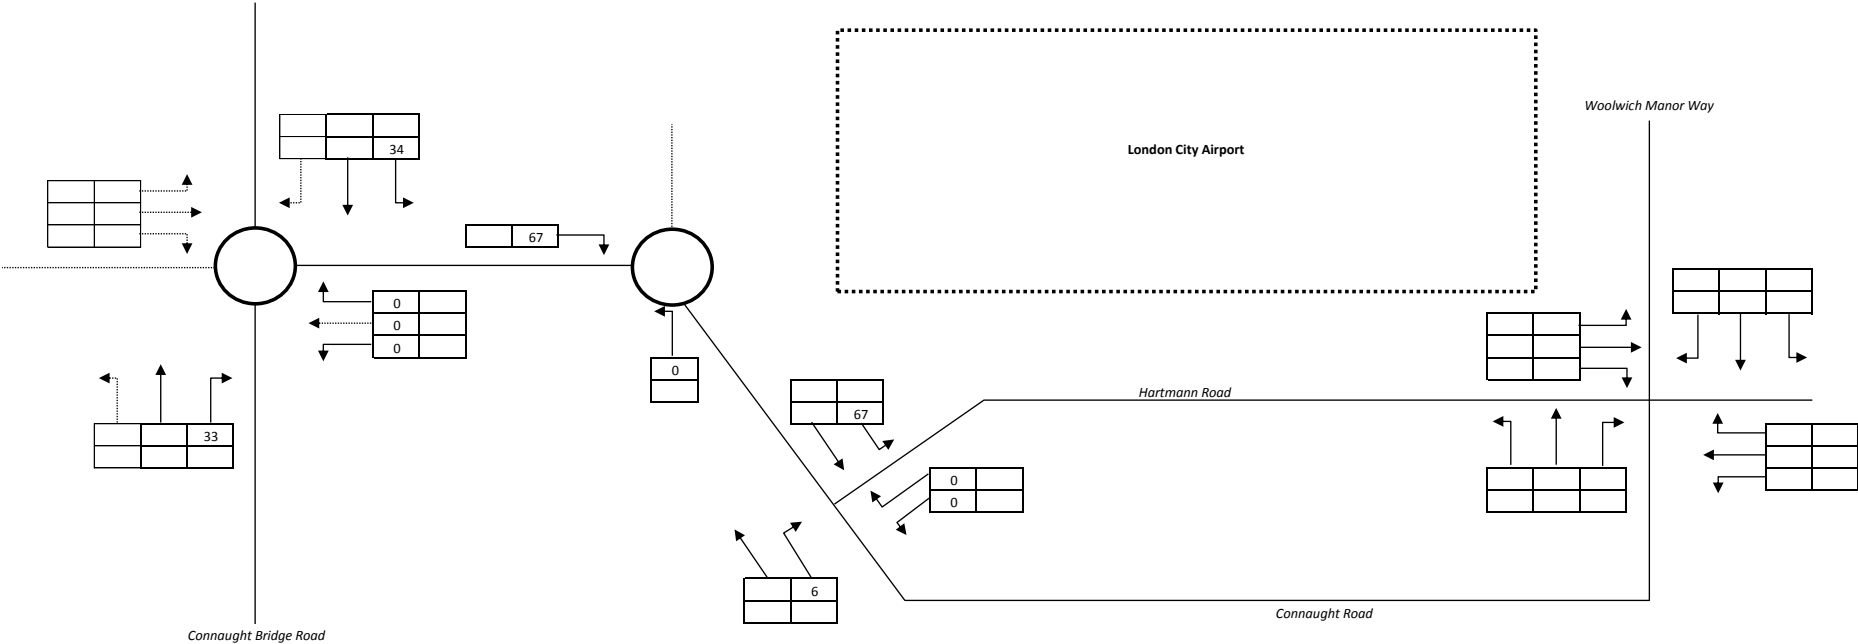 Woolwich Manor Way
34
London City Airport
67
0
0
0
0
Hartmann Road
67
33
0
0
6
Connaught Road
Connaught Bridge Road